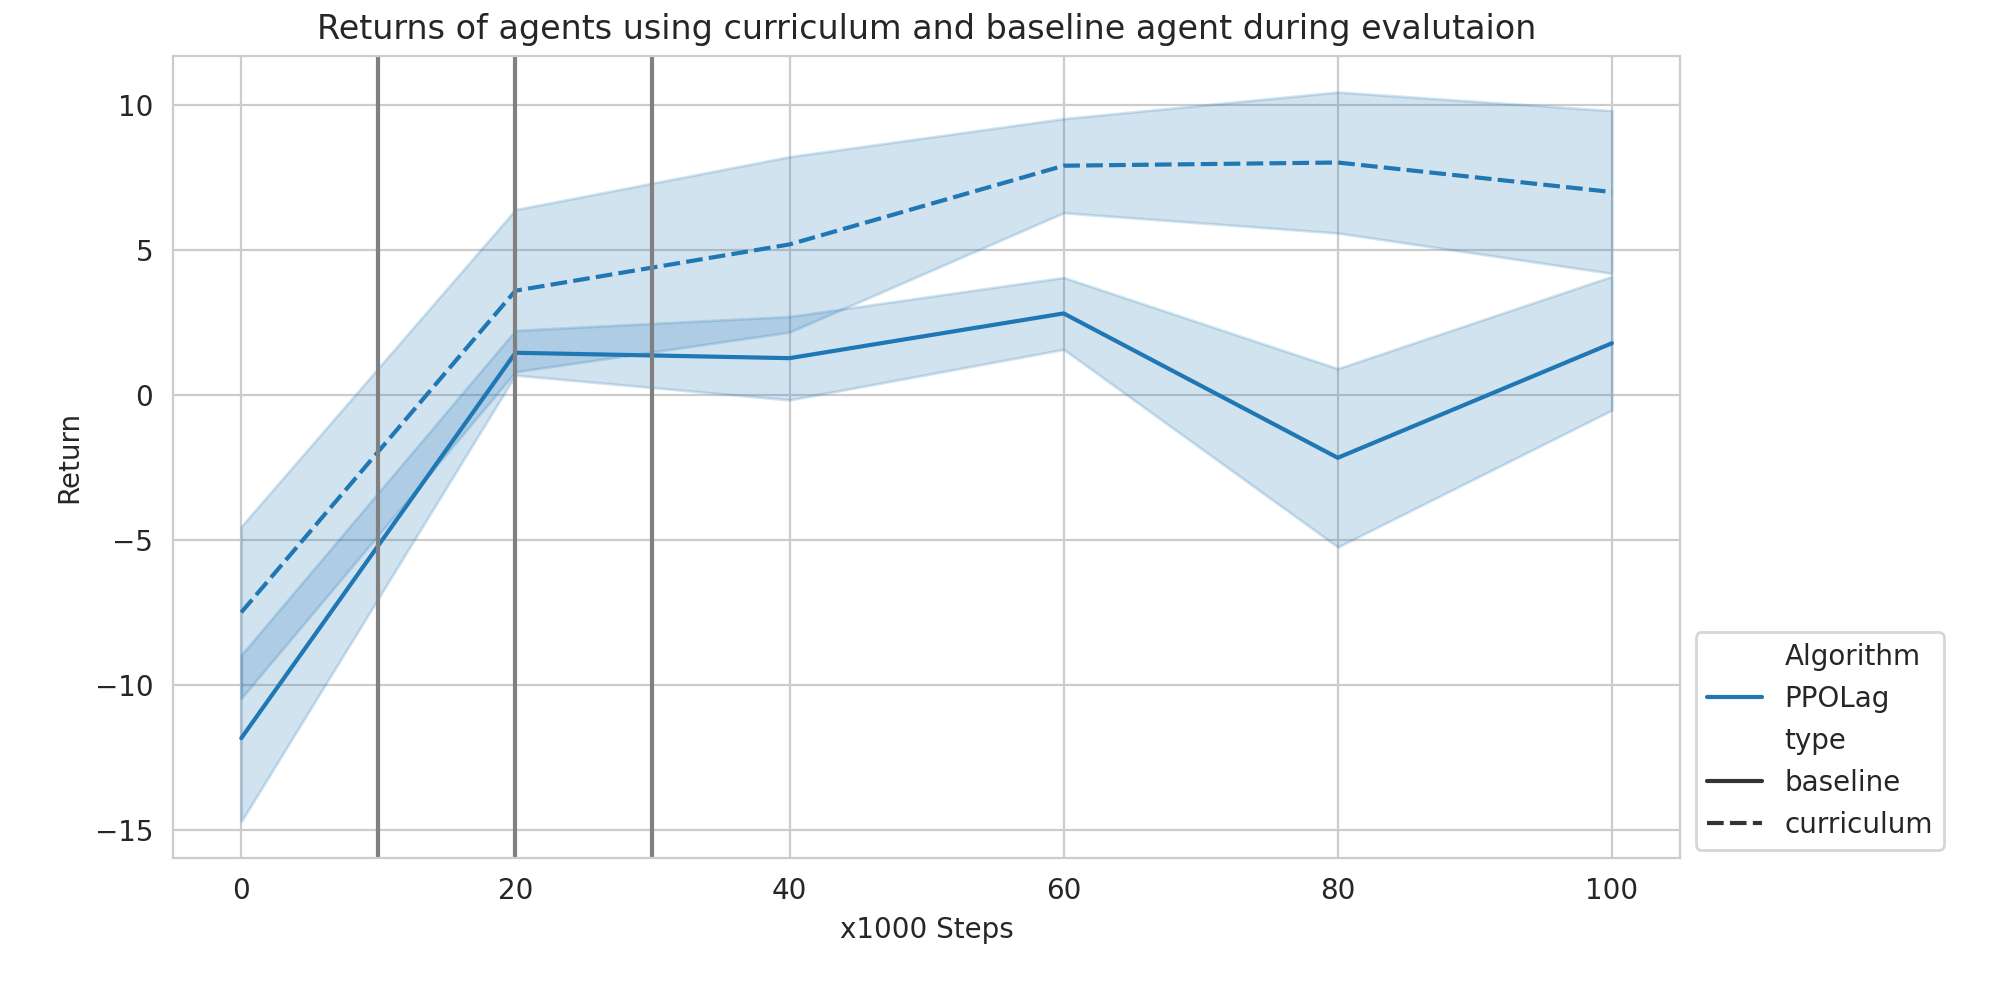 Returns of agents using curriculum and baseline agent during evalutaion
10
5
0
−5
−10
−15
Return
0 20 40 60 80 100
x1000 Steps
Algorithm
PPOLag
type
baseline
curriculum